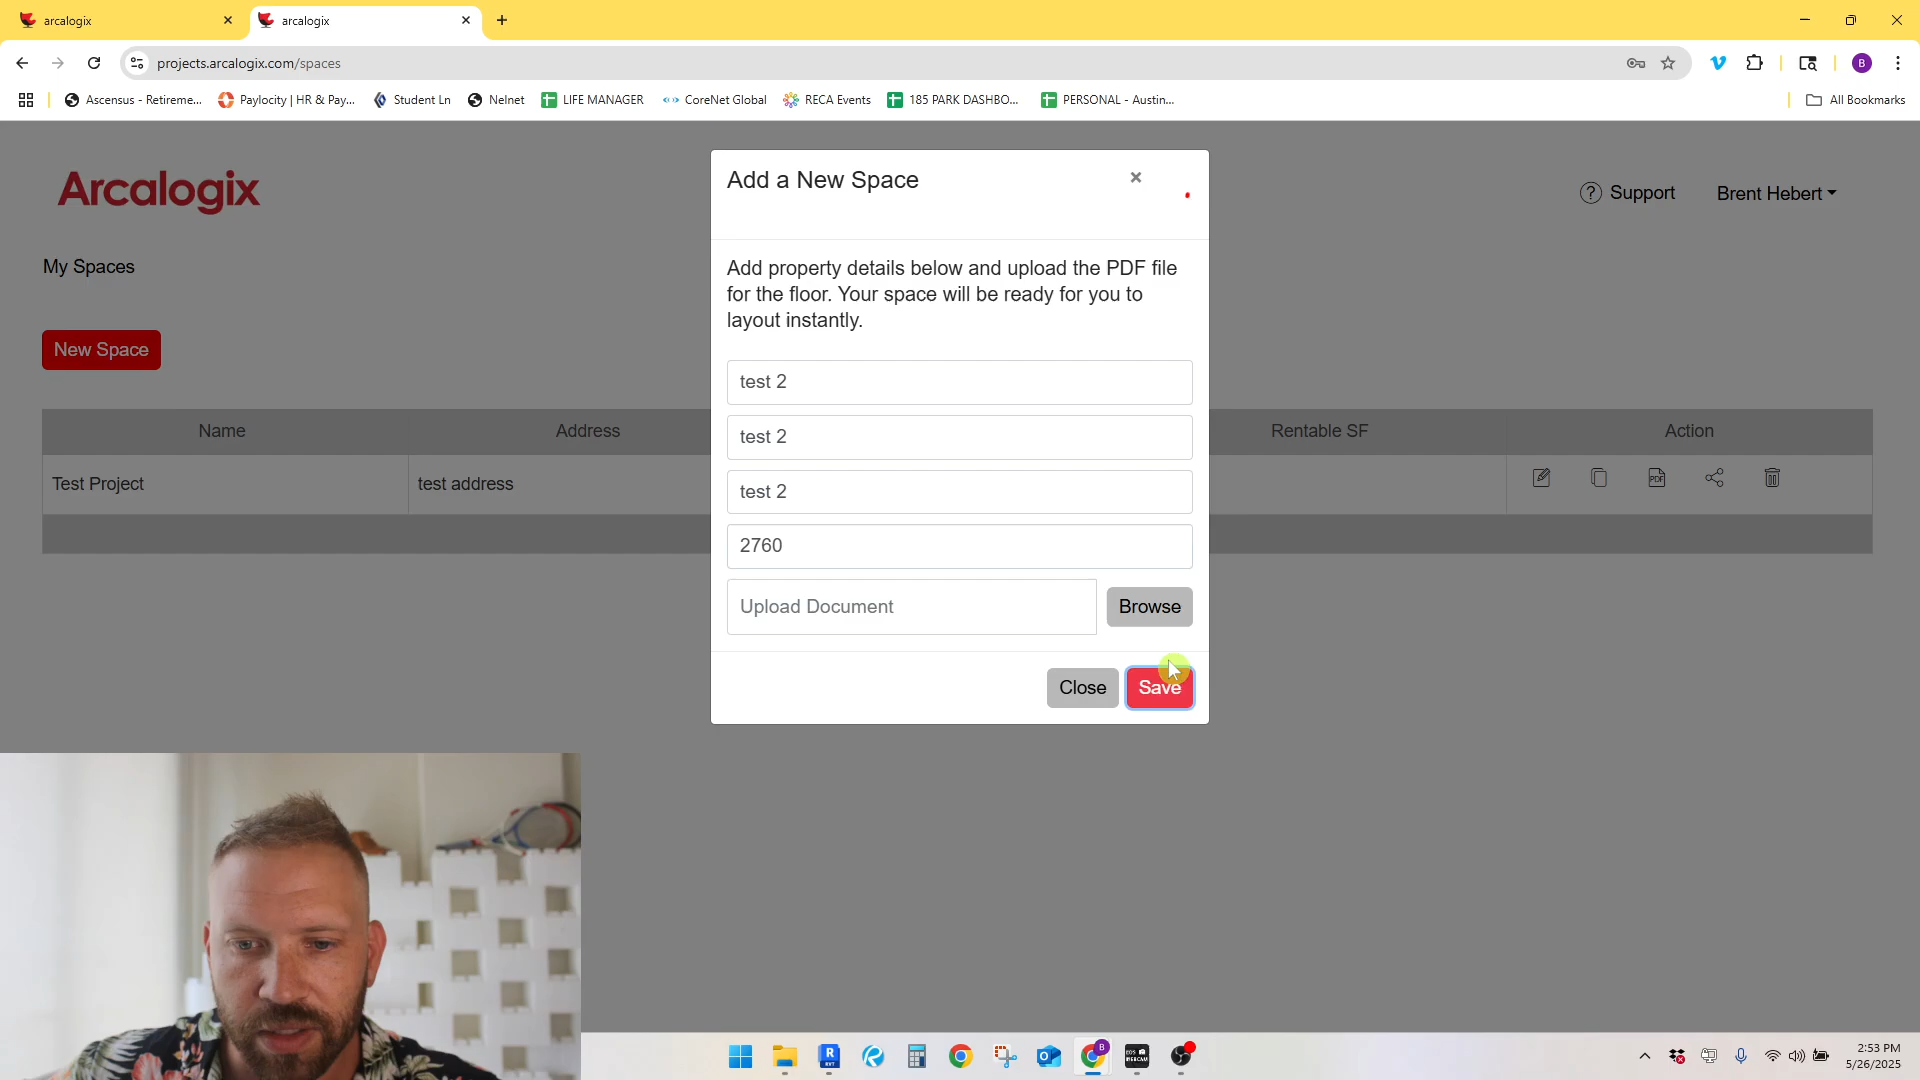 arcalogix
arcalogix
projects.arcalogix.com/spaces
B
Ascensus - Retireme...
Paylocity | HR & Pay...
Student Ln
Nelnet
LIFE MANAGER
CoreNet Global
RECA Events
185 PARK DASHBO...
PERSONAL - Austin...
All Bookmarks
Arcalogix
Support
Brent Hebert
My Spaces
New Space
Name
Address
Rentable SF
Action
Test Project
test address
PDF
Add a New Space
Add property details below and upload the PDF file
for the floor. Your space will be ready for you to
layout instantly.
test 2
test 2
test 2
2760
Upload Document
Browse
Close
Save
R
RVT
B
EOS
WEBCAM
2:53 PM
5/26/2025